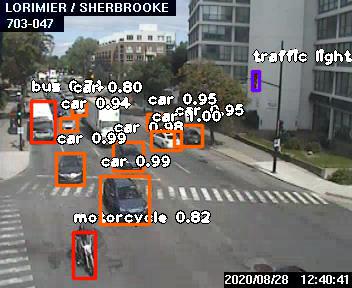 LORIMIER / SHERBROOKE
703-047
traffic light
bus
car 0.80
car 0.94
car 0.95
car 1.00
0.95
car 0.98
car 0.99
car 0.99
motorcycle 0.82
2020/08/28 12:40:41